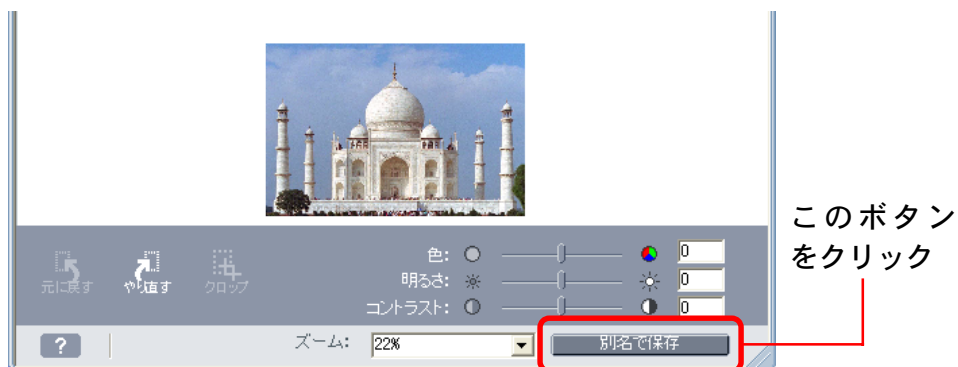 このボタン
をクリック
色: 0
元に戻す やり直す クロップ 明るさ: 0
コントラスト: 0
? ズーム: 22% 別名で保存